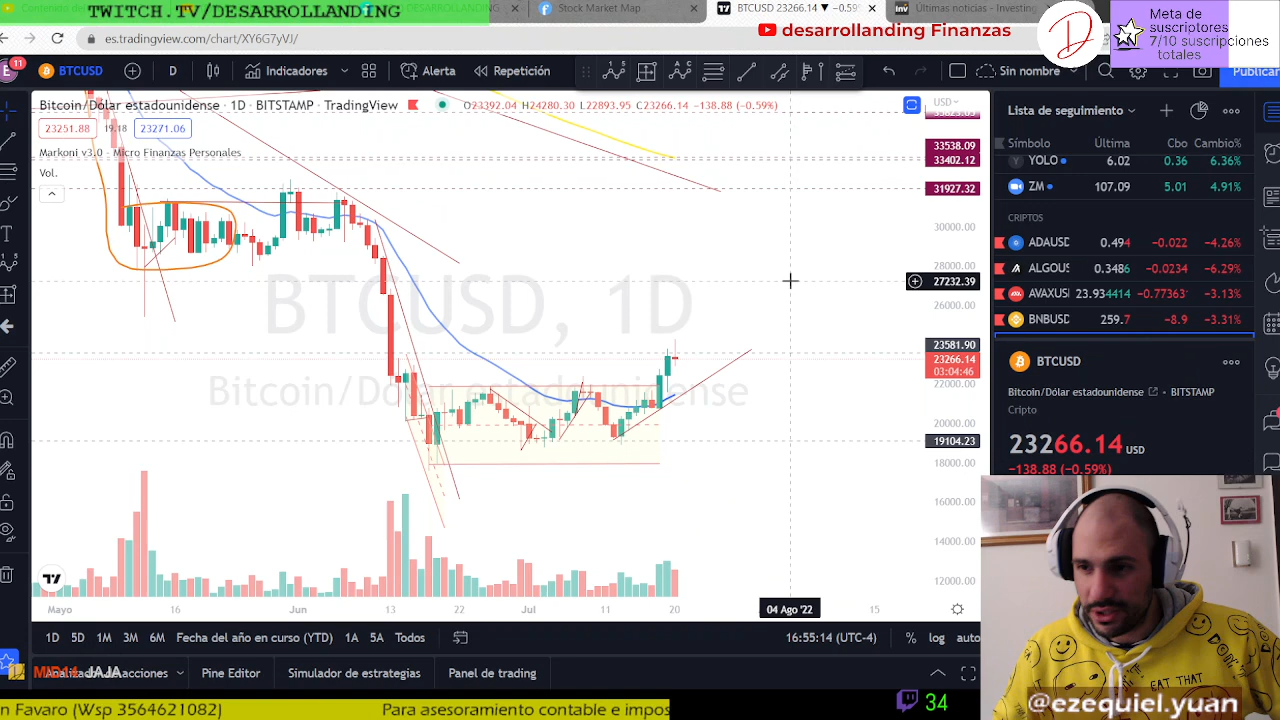 TWITCH.TV/DESARROLLANDING
DESARROLLANDING
Stock Market Map
BTCUSD 23266.14 ▼ −0.59%
Últimas noticias - Investing
es.tradingview.com/chart/XY6G7yVJ/
desarrollanding Finanzas
Meta de
suscriptores
7/10 suscripciones
totales
E
11
BTCUSD
D
Indicadores
Alerta
Repetición
Sin nombre
Publicar
Bitcoin/Dólar estadounidense · 1D · BITSTAMP · TradingView
O23392.04 H24280.30 L22893.95 C23266.14 −138.88 (−0.59%)
USD
23251.88
19.18
23271.06
Markoni v3.0 - Micro Finanzas Personales
Vol.
BTCUSD, 1D
Bitcoin/Dólar estadounidense
33538.09
33402.12
31927.32
30000.00
28000.00
27232.39
26000.00
23581.90
23266.14
03:04:46
22000.00
20000.00
19104.23
18000.00
16000.00
14000.00
12000.00
Mayo
16
Jun
13
22
Jul
11
20
04 Ago '22
15
1D
5D
1M
3M
6M
Fecha del año en curso (YTD)
1A
5A
Todos
16:55:14 (UTC-4)
%
log
auto
JAJA
acciones
Pine Editor
Simulador de estrategias
Panel de trading
Lista de seguimiento
Símbolo
Última
Cbo
Cbo%
YOLO
6.02
0.36
6.36%
ZM
107.09
5.01
4.91%
CRIPTOS
ADAUSD
0.494
−0.022
−4.26%
ALGOUS
0.3486
−0.0234
−6.29%
AVAXUS
23.934414
−0.77363
−3.13%
BNBUSD
259.7
−8.9
−3.31%
BTCUSD
Bitcoin/Dólar estadounidense
BITSTAMP
Cripto
23266.14 USD
−138.88 (−0.59%)
EAT THAT
@ezequiel.yuan
34
n Favaro (Wsp 3564621082)
Para asesoramiento contable e impos